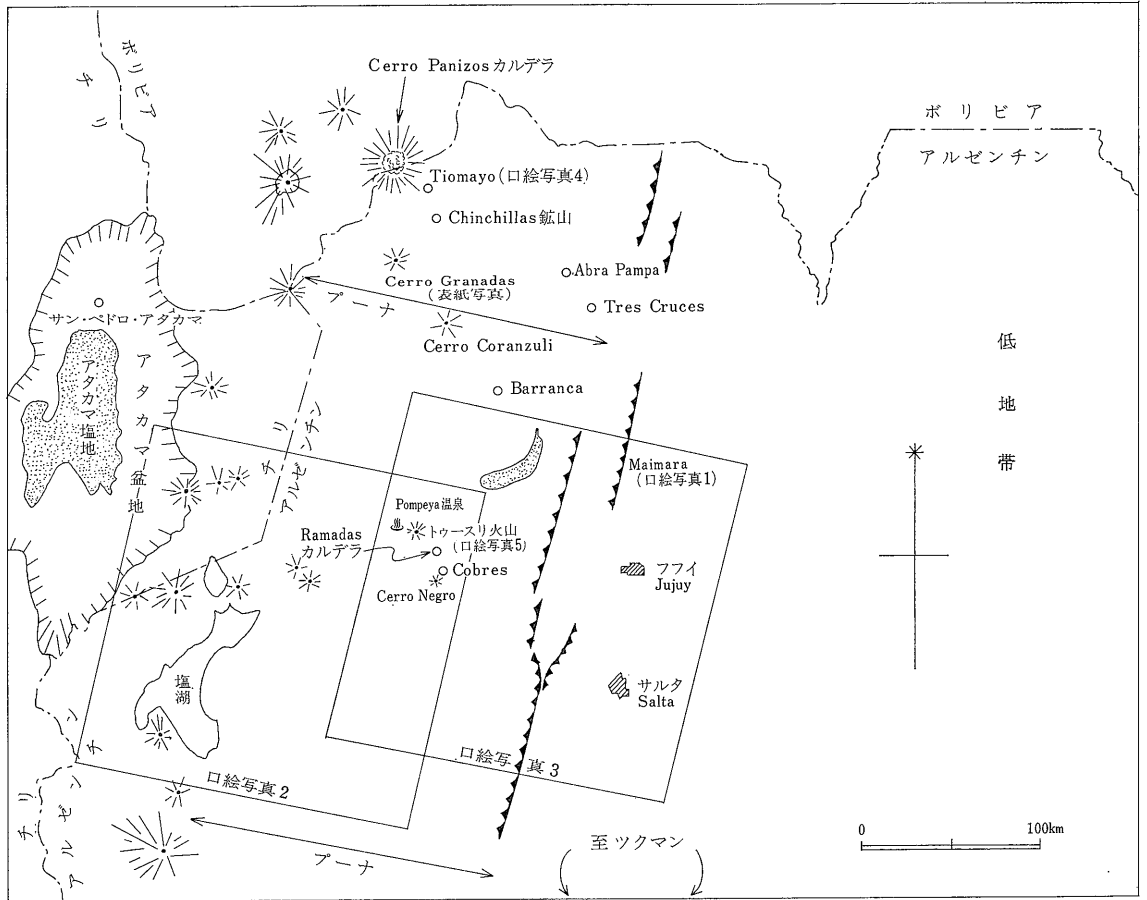 Cerro Panizosカルデラ
ボリビア
チリ
ボリビア
アルゼンチン
Tiomayo(口絵写真4)
Chinchillas鉱山
Abra Pampa
Cerro Granadas
(表紙写真)
プーナ
Tres Cruces
サン・ペドロ・アタカマ
Cerro Coranzuli
低地帯
アタカマ塩地
アタカマ盆地
Barranca
チリ
アルゼンチン
Maimara
(口絵写真1)
Pompeya温泉
トゥースリ火山
(口絵写真5)
Ramadas
カルデラ
Cobres
Cerro Negro
フフイ
Jujuy
塩湖
サルタ
Salta
口絵写真3
口絵写真2
チリ
アルゼンチン
プーナ
至ツクマン
0
100km